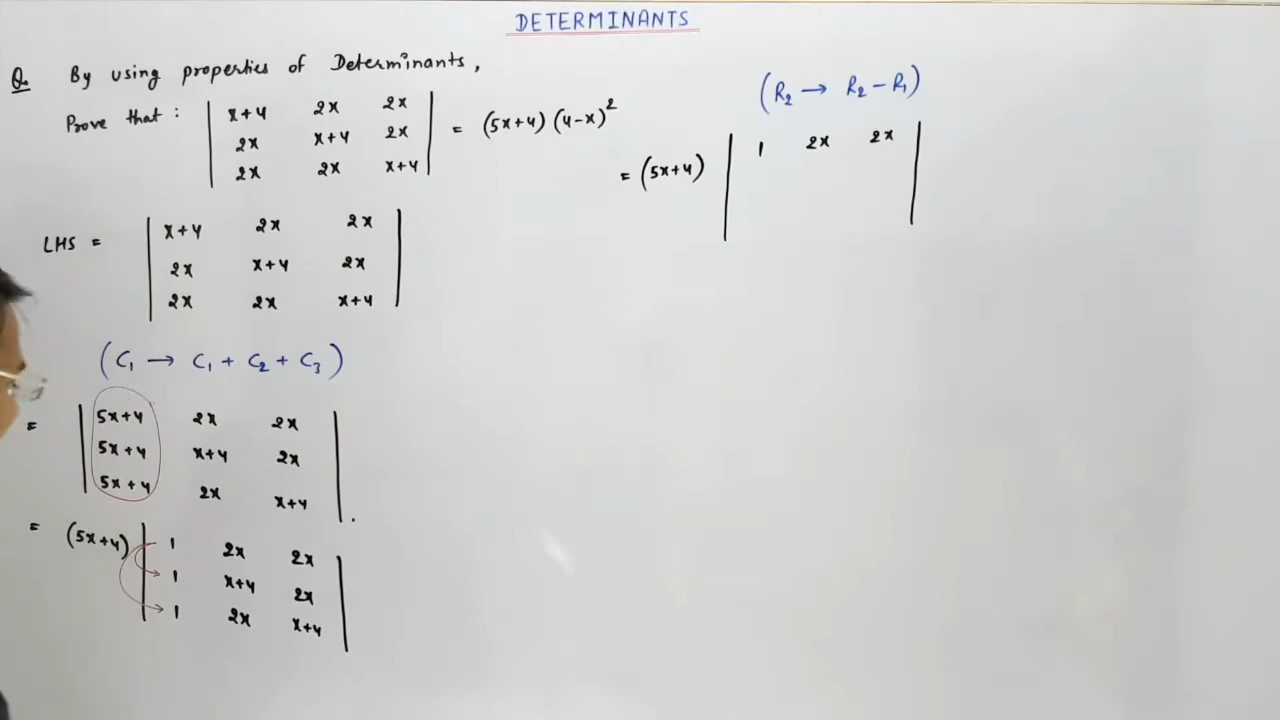 DETERMINANTS
Q. By using properties of Determinants,
Prove that : | x+4 2x 2x |
| 2x x+4 2x | = (5x+4) (4-x)²
| 2x 2x x+4 |
LHS = | x+4 2x 2x |
| 2x x+4 2x |
| 2x 2x x+4 |
(C₁ → C₁ + C₂ + C₃)
= | 5x+4 2x 2x |
| 5x+4 x+4 2x |
| 5x+4 2x x+4 | .
= (5x+4) | 1 2x 2x |
| 1 x+4 2x |
| 1 2x x+4 |
(R₂ → R₂ - R₁)
= (5x+4) | 1 2x 2x |